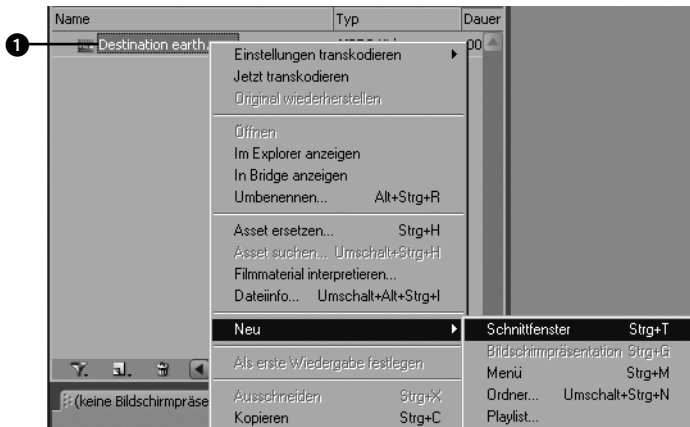 Name Typ Dauer
1 Destination earth. 00
Einstellungen transkodieren
Jetzt transkodieren
Original wiederherstellen
Öffnen
Im Explorer anzeigen
In Bridge anzeigen
Umbenennen... Alt+Strg+R
Asset ersetzen... Strg+H
Asset suchen... Umschalt+Strg+H
Filmmaterial interpretieren...
Dateiinfo... Umschalt+Alt+Strg+I
Neu
Als erste Wiedergabe festlegen
Ausschneiden Strg+X
Kopieren Strg+C
Schnittfenster Strg+T
Bildschirmpräsentation Strg+G
Menü Strg+M
Ordner... Umschalt+Strg+N
Playlist...
(keine Bildschirmpräse